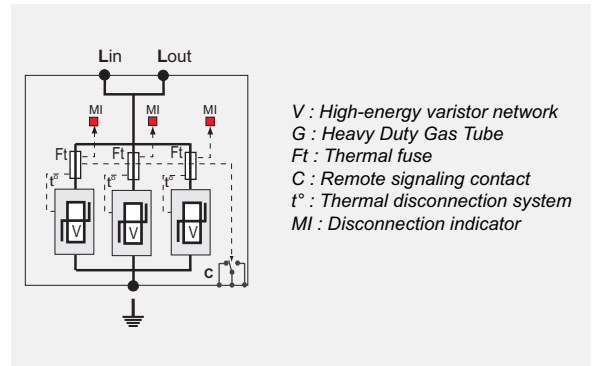 Lin Lout
MI MI MI
Ft Ft Ft
t° t° t°
V V V
C
V : High-energy varistor network
G : Heavy Duty Gas Tube
Ft : Thermal fuse
C : Remote signaling contact
t° : Thermal disconnection system
MI : Disconnection indicator